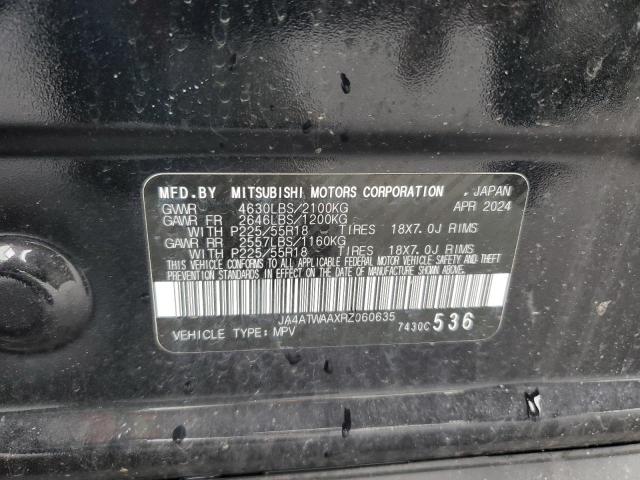 MFD.BY MITSUBISHI MOTORS CORPORATION . JAPAN
GVWR 4630LBS/2100KG APR 2024
GAWR FR 2646LBS/1200KG
WITH P225/55R18 TIRES 18X7.0J RIMS
GAWR RR 2557LBS/1160KG
WITH P225/55R18 TIRES 18X7.0J RIMS
THIS VEHICLE CONFORMS TO ALL APPLICABLE FEDERAL MOTOR VEHICLE SAFETY AND THEFT
PREVENTION STANDARDS IN EFFECT ON THE DATE OF MANUFACTURE SHOWN ABOVE.
JA4ATWAAXRZ060635
VEHICLE TYPE: MPV 7430C 536